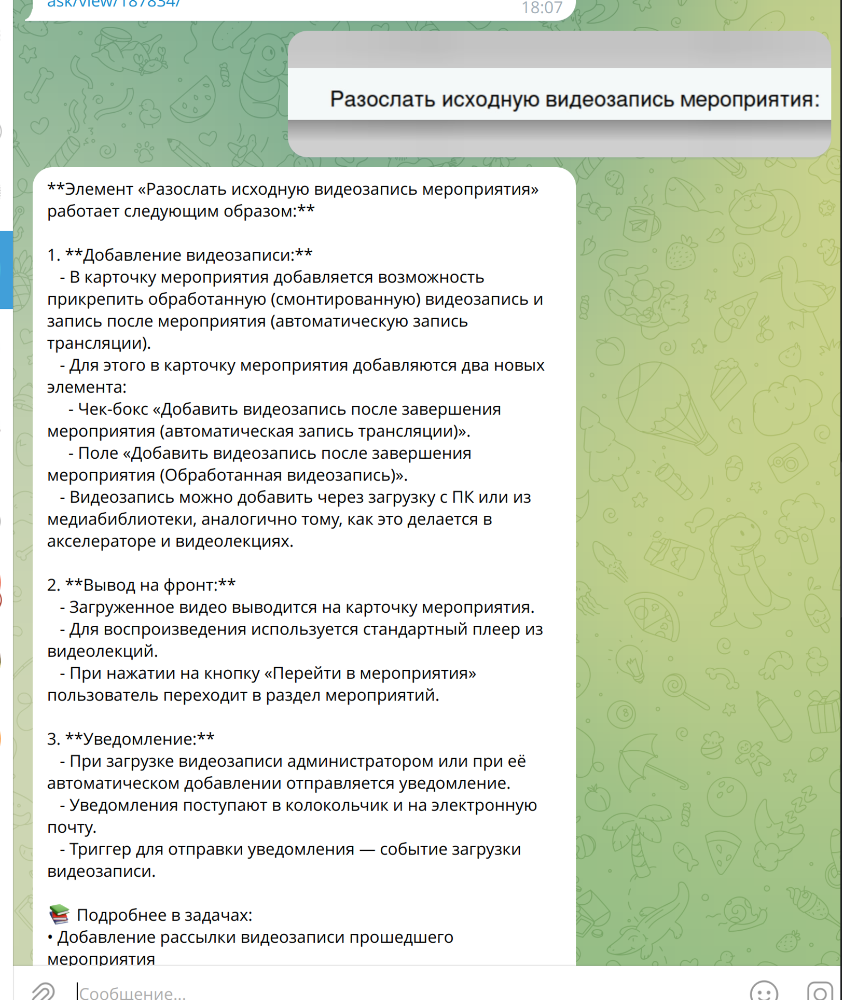 ask/view/187834/
18:07
Разослать исходную видеозапись мероприятия:
**Элемент «Разослать исходную видеозапись мероприятия»
работает следующим образом:**
1. **Добавление видеозаписи:**
- В карточку мероприятия добавляется возможность
прикрепить обработанную (смонтированную) видеозапись и
запись после мероприятия (автоматическую запись
трансляции).
- Для этого в карточку мероприятия добавляются два новых
элемента:
- Чек-бокс «Добавить видеозапись после завершения
мероприятия (автоматическая запись трансляции)».
- Поле «Добавить видеозапись после завершения
мероприятия (Обработанная видеозапись)».
- Видеозапись можно добавить через загрузку с ПК или из
медиабиблиотеки, аналогично тому, как это делается в
акселераторе и видеолекциях.
2. **Вывод на фронт:**
- Загруженное видео выводится на карточку мероприятия.
- Для воспроизведения используется стандартный плеер из
видеолекций.
- При нажатии на кнопку «Перейти в мероприятия»
пользователь переходит в раздел мероприятий.
3. **Уведомление:**
- При загрузке видеозаписи администратором или при её
автоматическом добавлении отправляется уведомление.
- Уведомления поступают в колокольчик и на электронную
почту.
- Триггер для отправки уведомления — событие загрузки
видеозаписи.
📚 Подробнее в задачах:
• Добавление рассылки видеозаписи прошедшего
мероприятия
Сообщение...